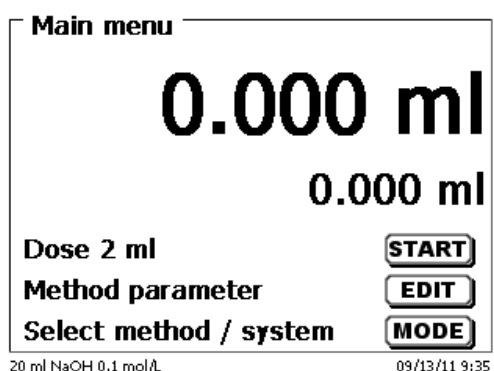 Main menu
0.000 ml
0.000 ml
Dose 2 ml START
Method parameter EDIT
Select method / system MODE
20 ml NaOH 0.1 mol/L 09/13/11 9:35